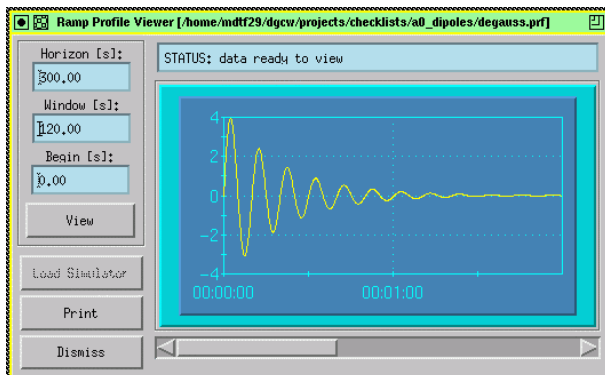 Ramp Profile Viewer [/home/mdtf29/dgcw/projects/checklists/a0_dipoles/degauss.prf]
Horizon [s]:
300.00
Window [s]:
120.00
Begin [s]:
0.00
View
Load Simulator
Print
Dismiss
STATUS: data ready to view
4
2
0
-2
-4
00:00:00 00:01:00